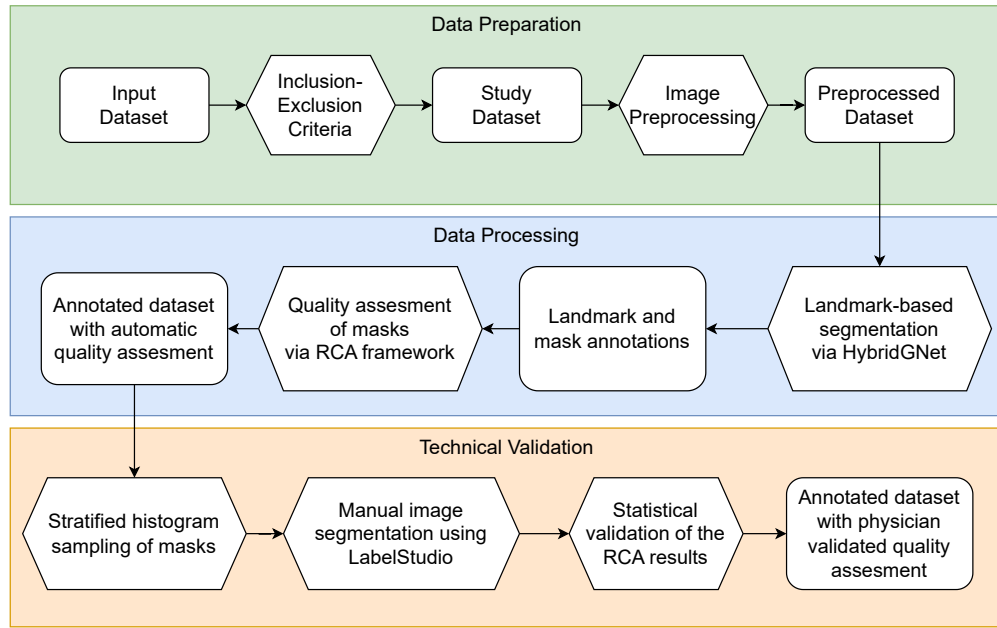 Data Preparation
Input
Dataset
Inclusion-
Exclusion
Criteria
Study
Dataset
Image
Preprocessing
Preprocessed
Dataset
Data Processing
Annotated dataset
with automatic
quality assesment
Quality assesment
of masks
via RCA framework
Landmark and
mask annotations
Landmark-based
segmentation
via HybridGNet
Technical Validation
Stratified histogram
sampling of masks
Manual image
segmentation using
LabelStudio
Statistical
validation of the
RCA results
Annotated dataset
with physician
validated quality
assesment